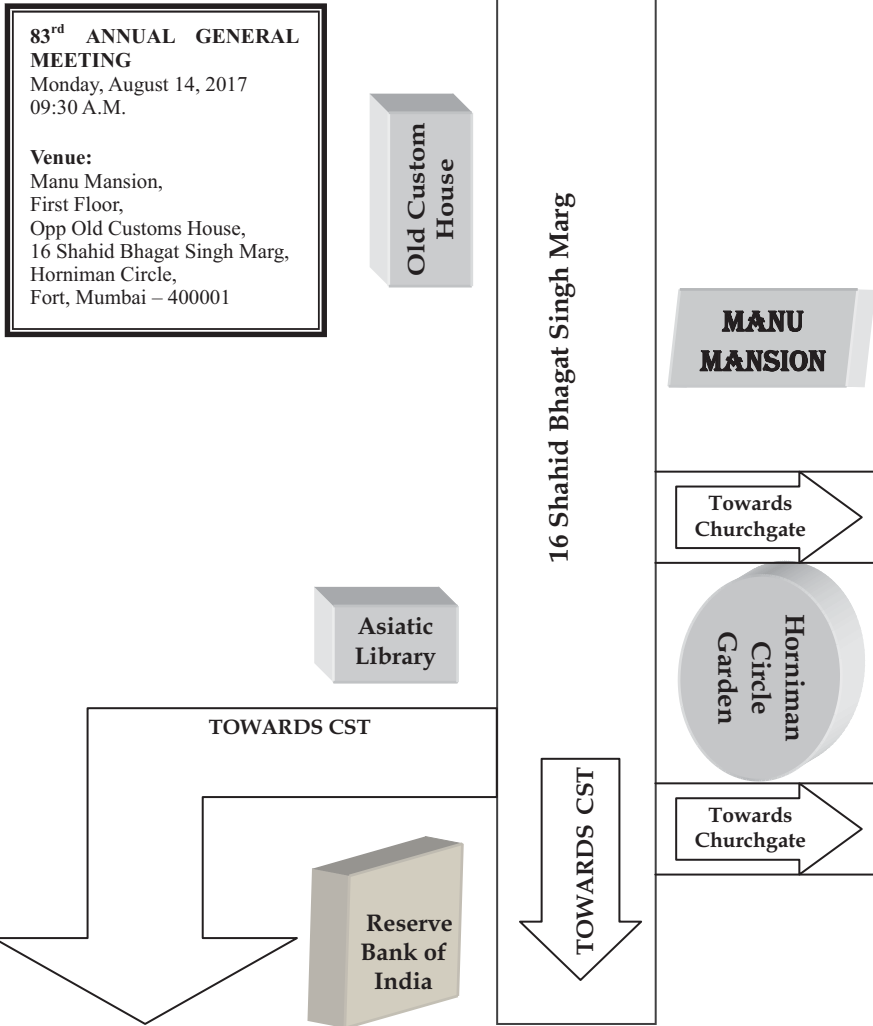 83rd ANNUAL GENERAL
MEETING
Monday, August 14, 2017
09:30 A.M.
Venue:
Manu Mansion,
First Floor,
Opp Old Customs House,
16 Shahid Bhagat Singh Marg,
Horniman Circle,
Fort, Mumbai – 400001
Old Custom
House
16 Shahid Bhagat Singh Marg
MANU
MANSION
Towards
Churchgate
Asiatic
Library
Horniman
Circle
Garden
TOWARDS CST
TOWARDS CST
Towards
Churchgate
Reserve
Bank of
India